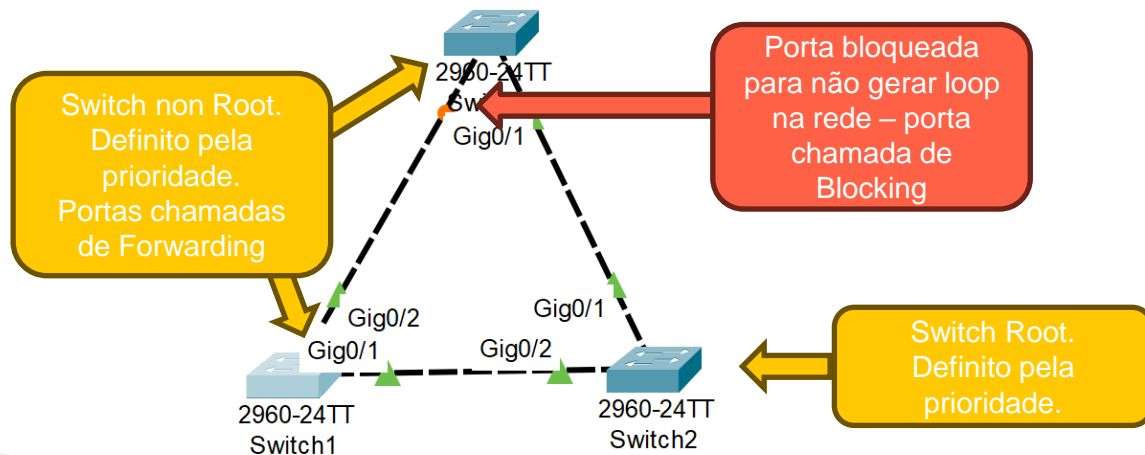 Switch non Root.
Definito pela
prioridade.
Portas chamadas
de Forwarding
2960-24TT
Gig0/1
Porta bloqueada
para não gerar loop
na rede – porta
chamada de
Blocking
Gig0/2
Gig0/1
Gig0/1
Gig0/2
2960-24TT
Switch1
2960-24TT
Switch2
Switch Root.
Definito pela
prioridade.